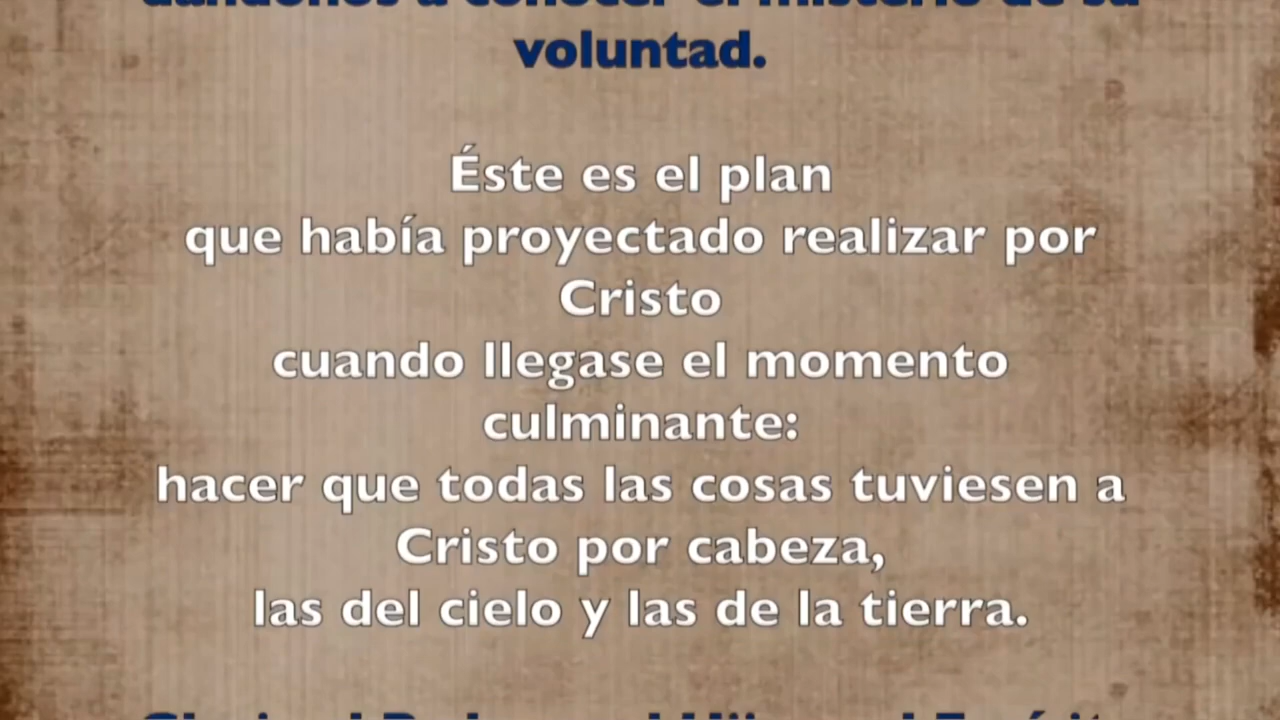 dándonos a conocer el misterio de su
voluntad.
Éste es el plan
que había proyectado realizar por
Cristo
cuando llegase el momento
culminante:
hacer que todas las cosas tuviesen a
Cristo por cabeza,
las del cielo y las de la tierra.